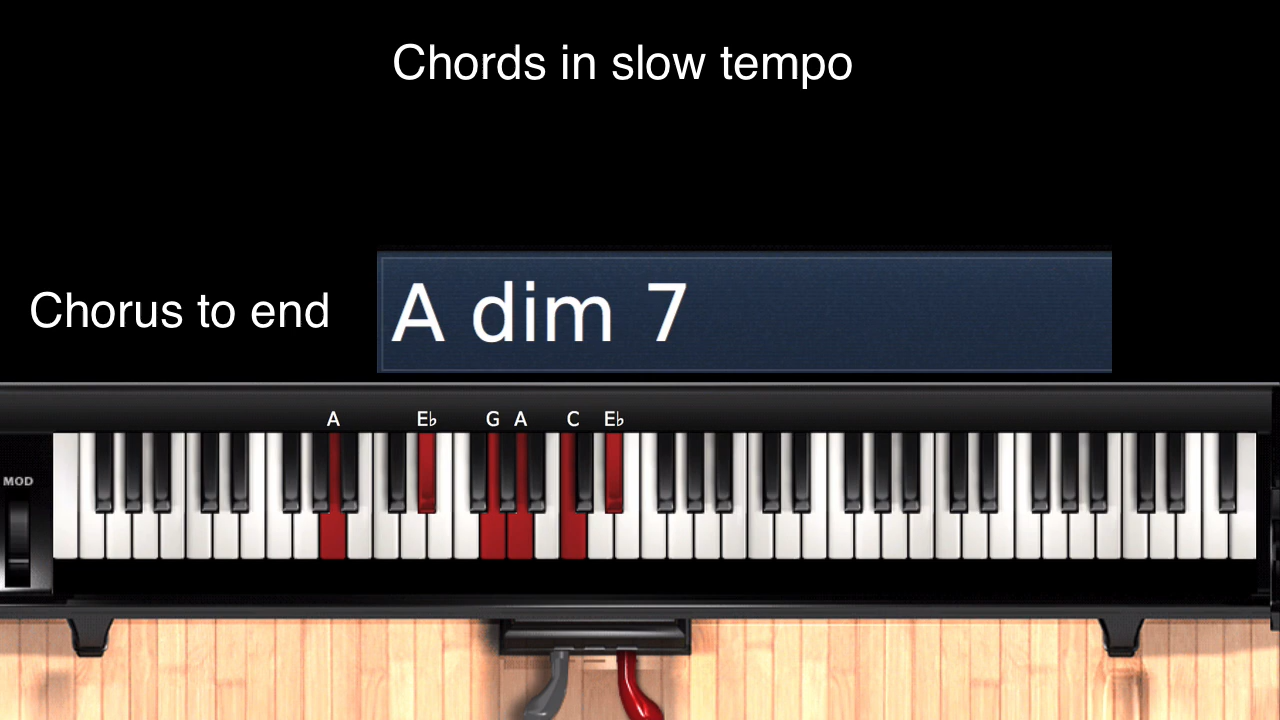 Chords in slow tempo
Chorus to end
A dim 7
A E♭ G A C E♭
MOD